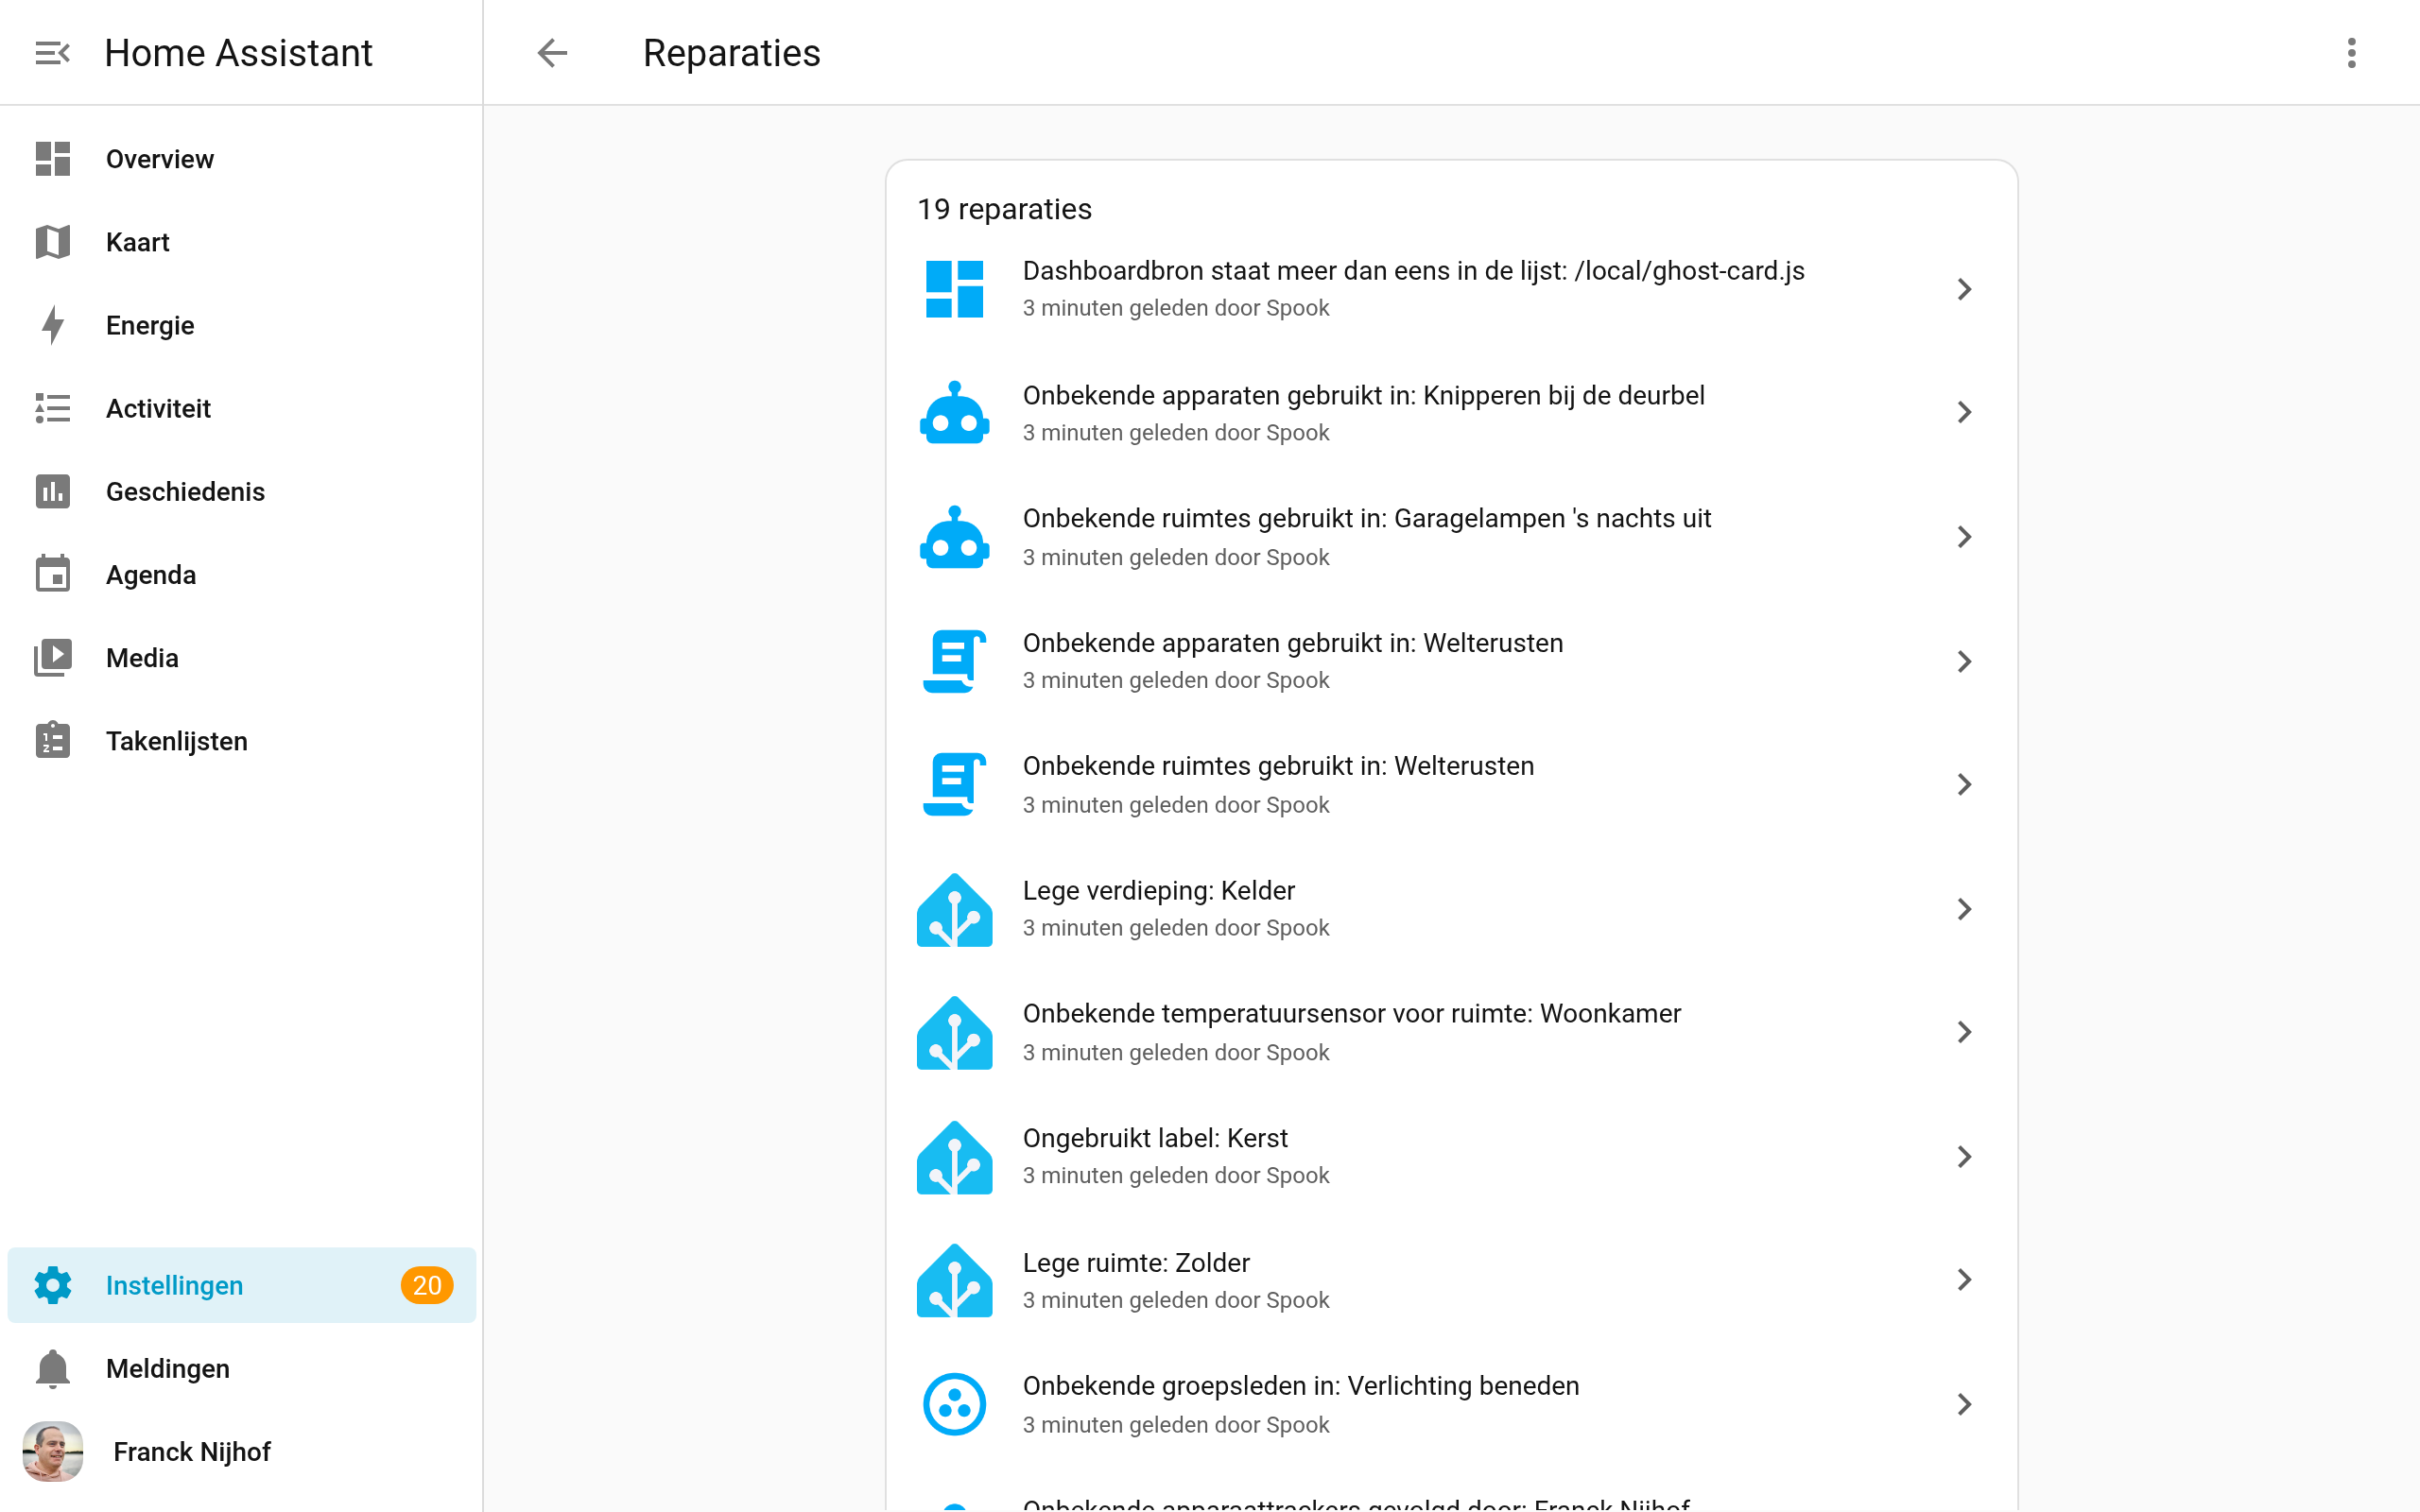 Home Assistant
Reparaties
Overview
Kaart
Energie
Activiteit
Geschiedenis
Agenda
Media
Takenlijsten
Instellingen
20
Meldingen
Franck Nijhof
19 reparaties
Dashboardbron staat meer dan eens in de lijst: /local/ghost-card.js
3 minuten geleden door Spook
Onbekende apparaten gebruikt in: Knipperen bij de deurbel
3 minuten geleden door Spook
Onbekende ruimtes gebruikt in: Garagelampen 's nachts uit
3 minuten geleden door Spook
Onbekende apparaten gebruikt in: Welterusten
3 minuten geleden door Spook
Onbekende ruimtes gebruikt in: Welterusten
3 minuten geleden door Spook
Lege verdieping: Kelder
3 minuten geleden door Spook
Onbekende temperatuursensor voor ruimte: Woonkamer
3 minuten geleden door Spook
Ongebruikt label: Kerst
3 minuten geleden door Spook
Lege ruimte: Zolder
3 minuten geleden door Spook
Onbekende groepsleden in: Verlichting beneden
3 minuten geleden door Spook
Onbekende apparaattrackers gevolgd door: Franck Nijhof